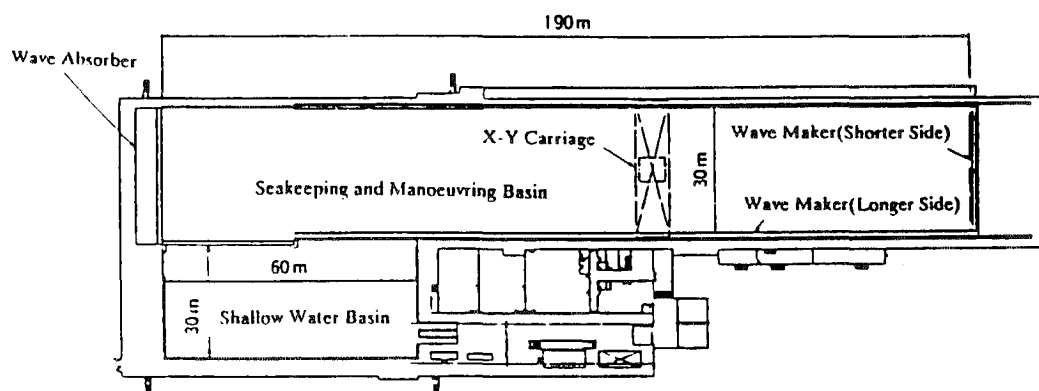 190m
Wave Absorber
X-Y Carriage
Wave Maker(Shorter Side)
30m
Seakeeping and Manoeuvring Basin
Wave Maker(Longer Side)
60m
30m
Shallow Water Basin